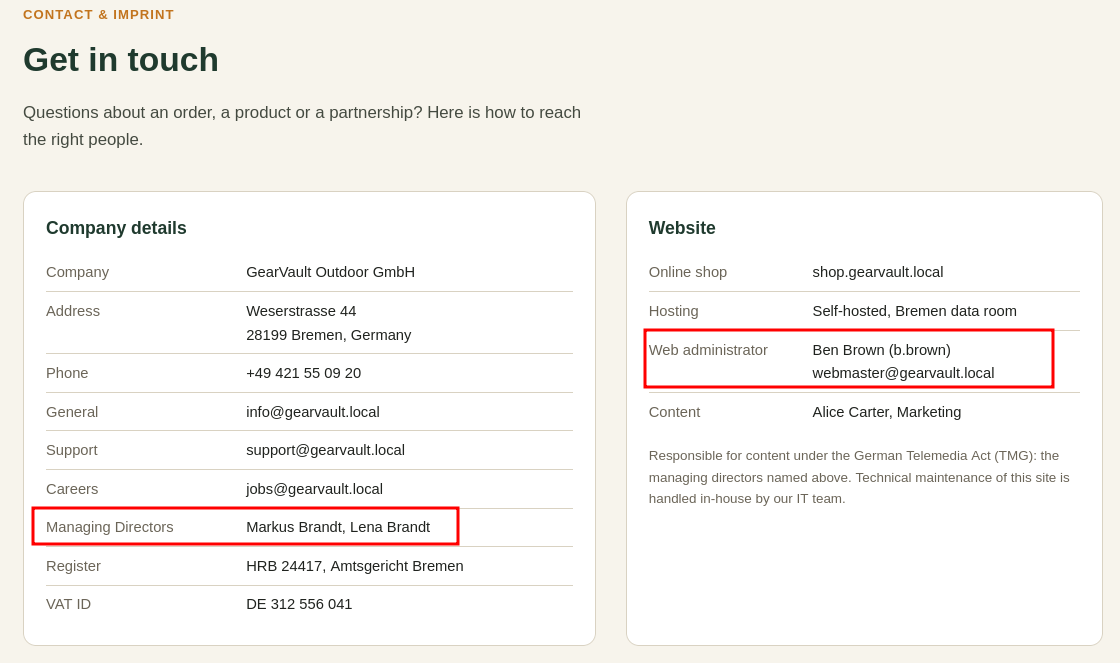 CONTACT & IMPRINT
Get in touch
Questions about an order, a product or a partnership? Here is how to reach
the right people.
Company details
Company GearVault Outdoor GmbH
Address Weserstrasse 44
28199 Bremen, Germany
Phone +49 421 55 09 20
General info@gearvault.local
Support support@gearvault.local
Careers jobs@gearvault.local
Managing Directors Markus Brandt, Lena Brandt
Register HRB 24417, Amtsgericht Bremen
VAT ID DE 312 556 041
Website
Online shop shop.gearvault.local
Hosting Self-hosted, Bremen data room
Web administrator Ben Brown (b.brown)
webmaster@gearvault.local
Content Alice Carter, Marketing
Responsible for content under the German Telemedia Act (TMG): the
managing directors named above. Technical maintenance of this site is
handled in-house by our IT team.